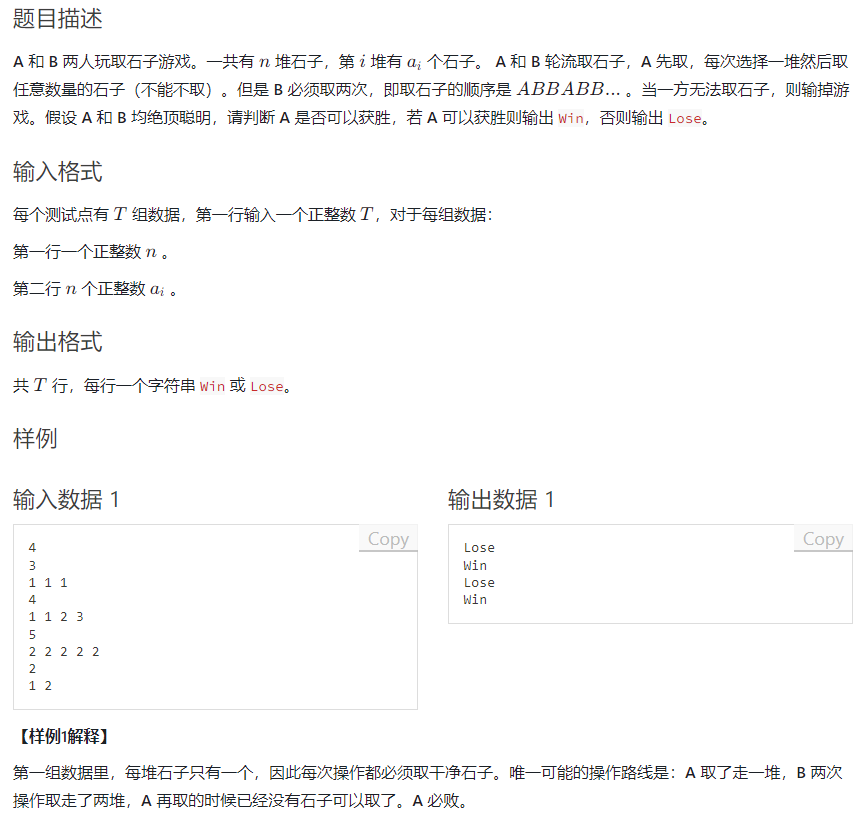 题目描述
A 和 B 两人玩取石子游戏。一共有 n 堆石子，第 i 堆有 a_i 个石子。 A 和 B 轮流取石子，A 先取，每次选择一堆然后取
任意数量的石子（不能不取）。但是 B 必须取两次，即取石子的顺序是 ABBABB... 。当一方无法取石子，则输掉游
戏。假设 A 和 B 均绝顶聪明，请判断 A 是否可以获胜，若 A 可以获胜则输出 Win，否则输出 Lose。
输入格式
每个测试点有 T 组数据，第一行输入一个正整数 T，对于每组数据：
第一行一个正整数 n 。
第二行 n 个正整数 a_i 。
输出格式
共 T 行，每行一个字符串 Win 或 Lose。
样例
输入数据 1
Copy
4
3
1 1 1
4
1 1 2 3
5
2 2 2 2 2
2
1 2
输出数据 1
Copy
Lose
Win
Lose
Win
【样例1解释】
第一组数据里，每堆石子只有一个，因此每次操作都必须取干净石子。唯一可能的操作路线是：A 取了走一堆，B 两次
操作取走了两堆，A 再取的时候已经没有石子可以取了。A 必败。